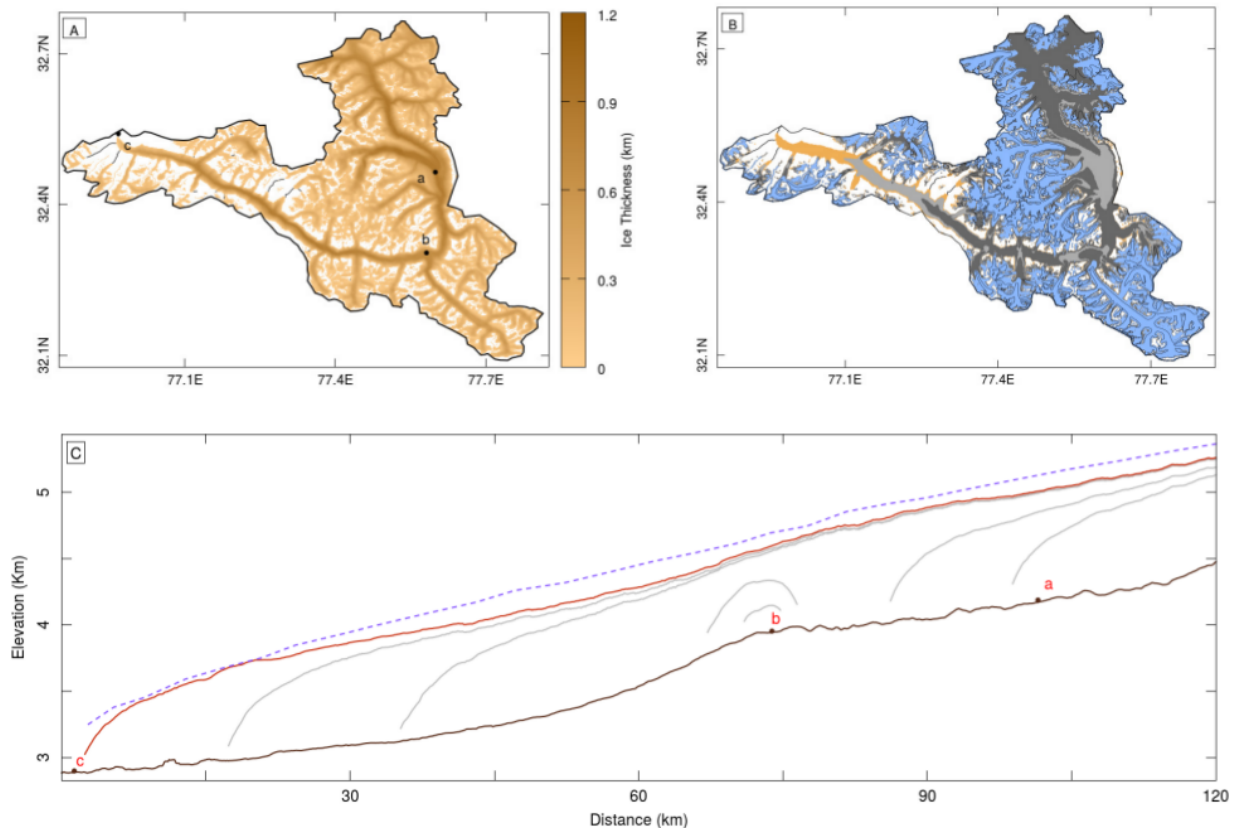 A
32.7N
32.4N
32.1N
77.1E
77.4E
77.7E
c
a
b
1.2
0.9
0.6
0.3
0
Ice Thickness (km)
B
32.7N
32.4N
32.1N
77.1E
77.4E
77.7E
C
5
4
3
Elevation (Km)
a
b
c
30
60
90
120
Distance (km)